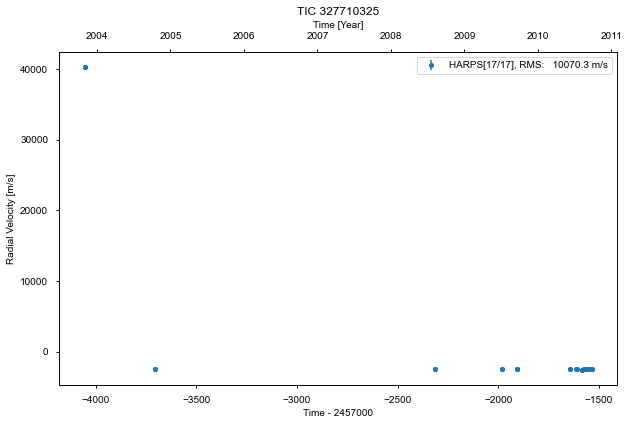 TIC 327710325
Time [Year]
2004 2005 2006 2007 2008 2009 2010 2011
HARPS[17/17], RMS: 10070.3 m/s
40000
30000
20000
10000
0
Radial Velocity [m/s]
−4000 −3500 −3000 −2500 −2000 −1500
Time - 2457000